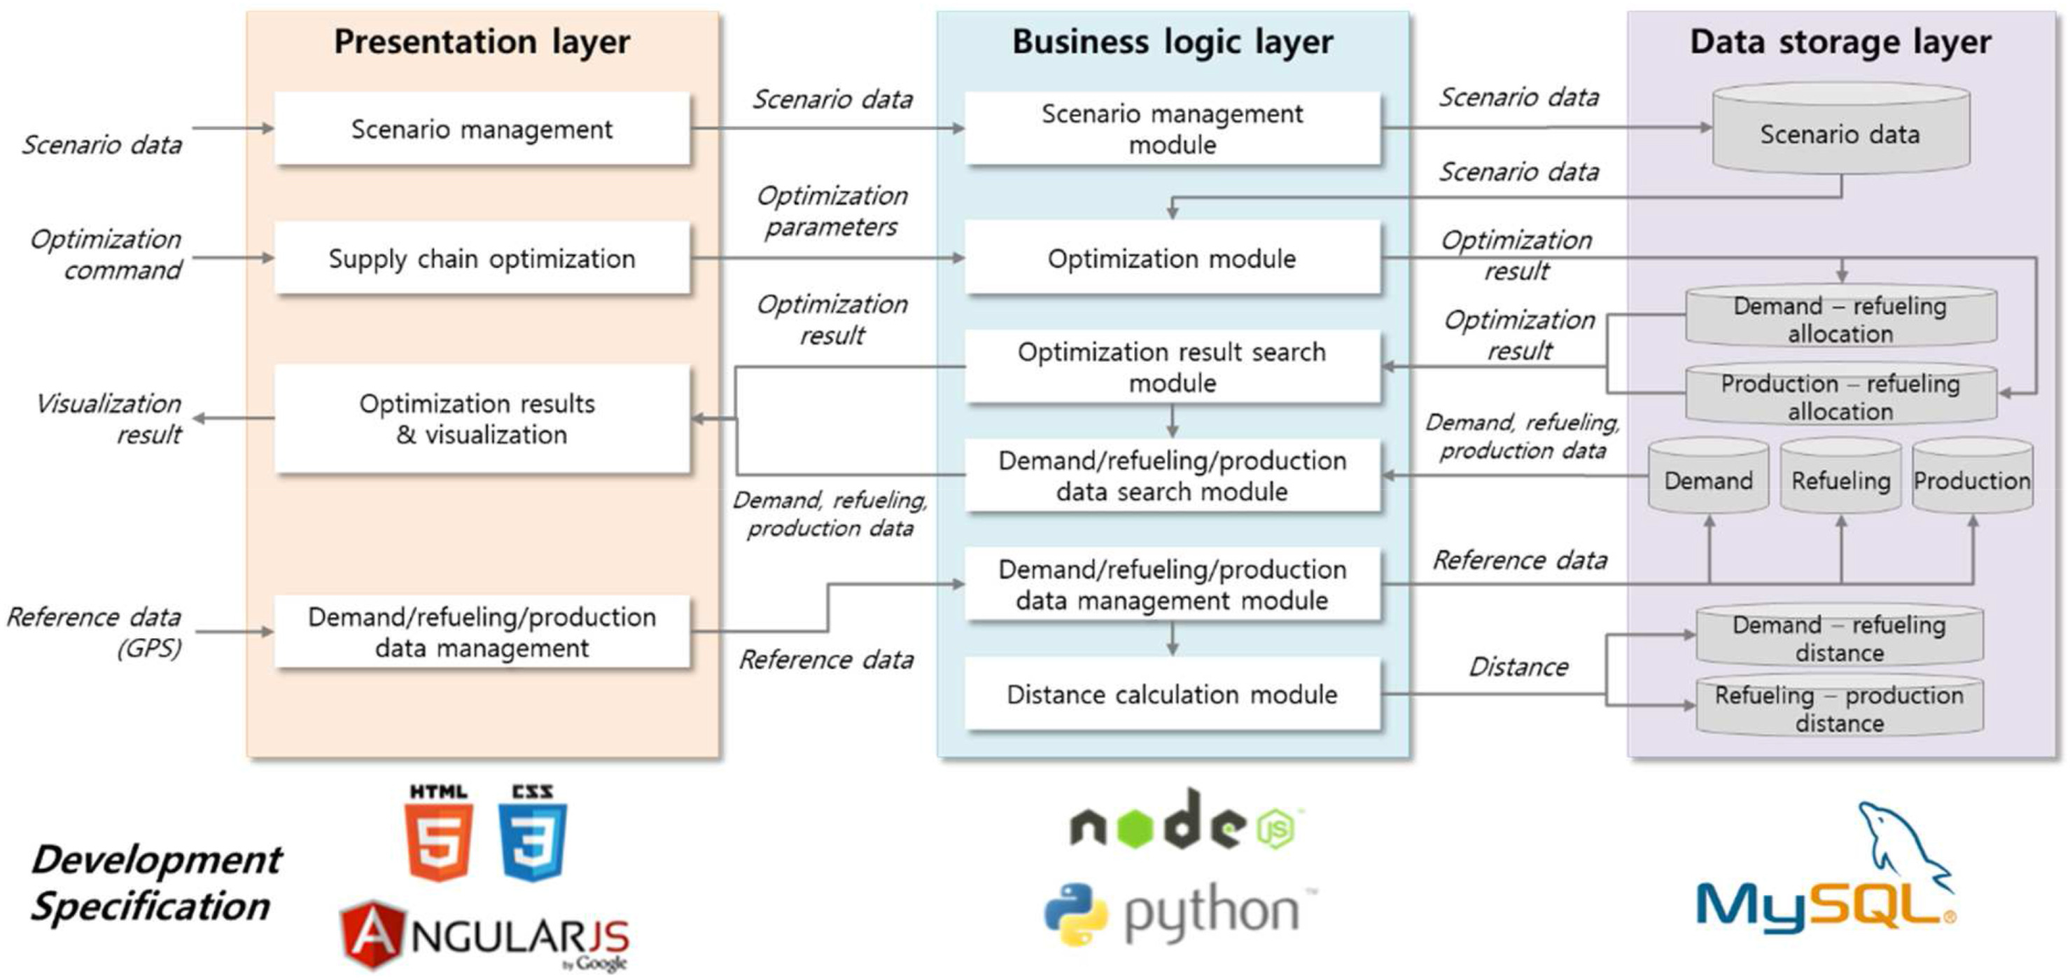 Presentation layer
Business logic layer
Data storage layer
Scenario data
Scenario management
Scenario data
Scenario management
module
Scenario data
Scenario data
Scenario data
Optimization
command
Supply chain optimization
Optimization
parameters
Optimization module
Optimization
result
Demand – refueling
allocation
Optimization
result
Optimization result search
module
Optimization
result
Production – refueling
allocation
Visualization
result
Optimization results
& visualization
Demand, refueling,
production data
Demand/refueling/production
data search module
Demand, refueling,
production data
Demand
Refueling
Production
Reference data
(GPS)
Demand/refueling/production
data management
Reference data
Demand/refueling/production
data management module
Reference data
Distance calculation module
Distance
Demand – refueling
distance
Refueling – production
distance
Development
Specification
HTML
5
CSS
3
ANGULARJS
by Google
node
JS
™
python™
MySQL®